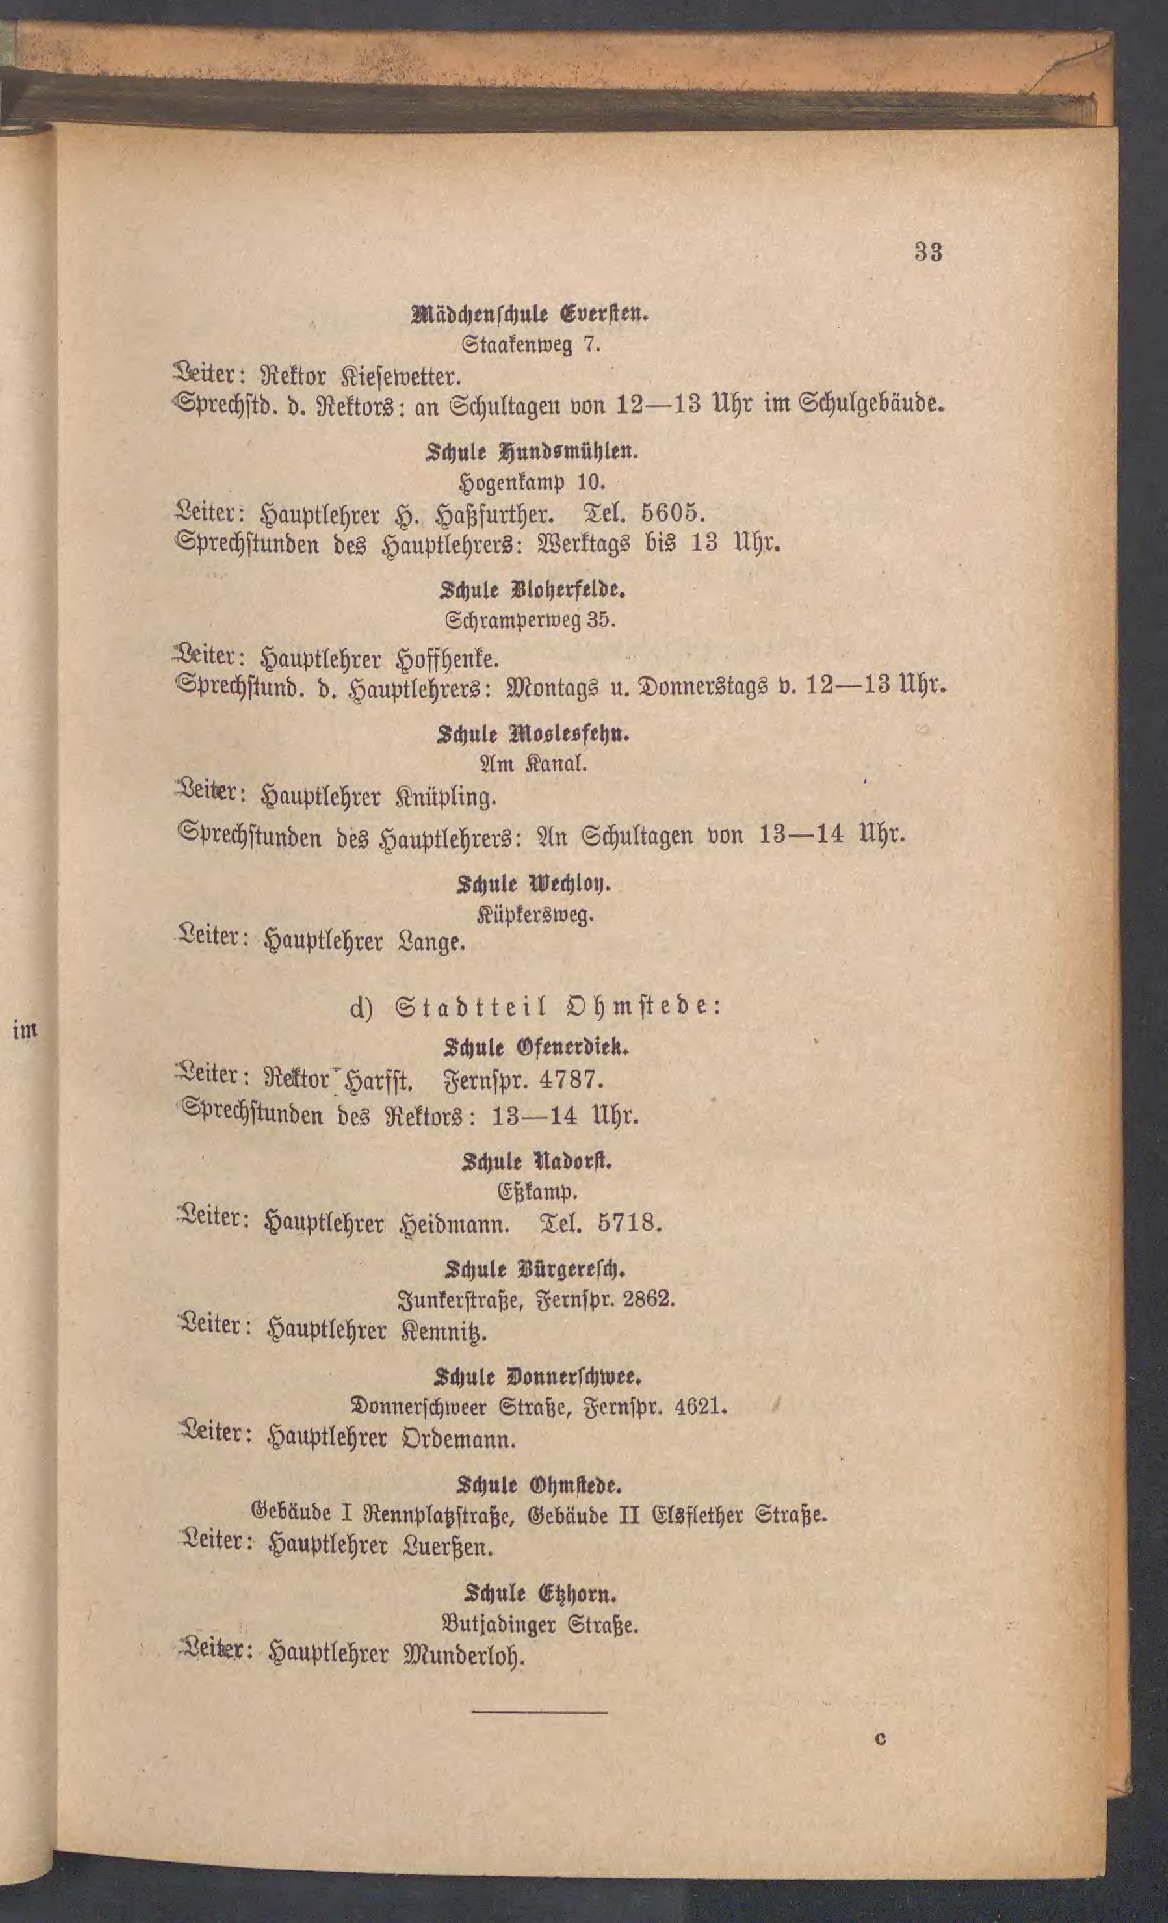 33
Mädchenschule Eversten.
Staakenweg 7.
Leiter: Rektor Kiesewetter.
Sprechstd. d. Rektors: an Schultagen von 12—13 Uhr im Schulgebäude.
Schule Hundsmühlen.
Hogenkamp 10.
Leiter: Hauptlehrer H. Haßfurther. Tel. 5605.
Sprechstunden des Hauptlehrers: Werktags bis 13 Uhr.
Schule Bloherfelde.
Schramperweg 35.
Leiter: Hauptlehrer Hoffhenke.
Sprechstund. d. Hauptlehrers: Montags u. Donnerstags v. 12—13 Uhr.
Schule Moslesfehn.
Am Kanal.
Leiter: Hauptlehrer Knüpling.
Sprechstunden des Hauptlehrers: An Schultagen von 13—14 Uhr.
Schule Wechloy.
Küpkersweg.
Leiter: Hauptlehrer Lange.
d) Stadtteil Ohmstede:
im
Schule Ofenerdiek.
Leiter: Rektor Harfst. Fernspr. 4787.
Sprechstunden des Rektors: 13—14 Uhr.
Schule Nadorst.
Eßkamp.
Leiter: Hauptlehrer Heidmann. Tel. 5718.
Schule Bürgeresch.
Junkerstraße, Fernspr. 2862.
Leiter: Hauptlehrer Kemnitz.
Schule Donnerschwee.
Donnerschweer Straße, Fernspr. 4621.
Leiter: Hauptlehrer Ordemann.
Schule Ohmstede.
Gebäude I Rennplatzstraße, Gebäude II Elsflether Straße.
Leiter: Hauptlehrer Luerßen.
Schule Etzhorn.
Butjadinger Straße.
Leiter: Hauptlehrer Munderloh.
c